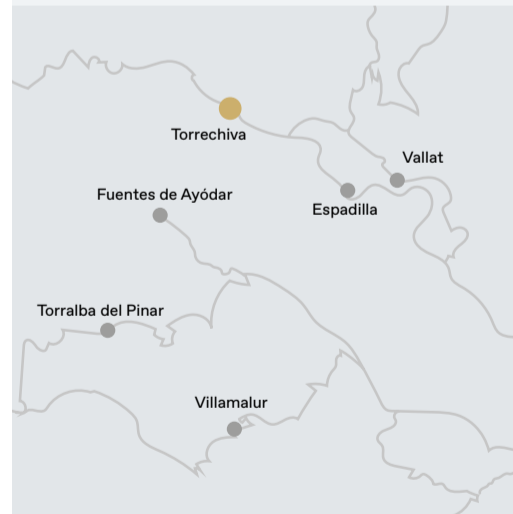 Torrechiva
Vallat
Fuentes de Ayódar
Espadilla
Torralba del Pinar
Villamalur